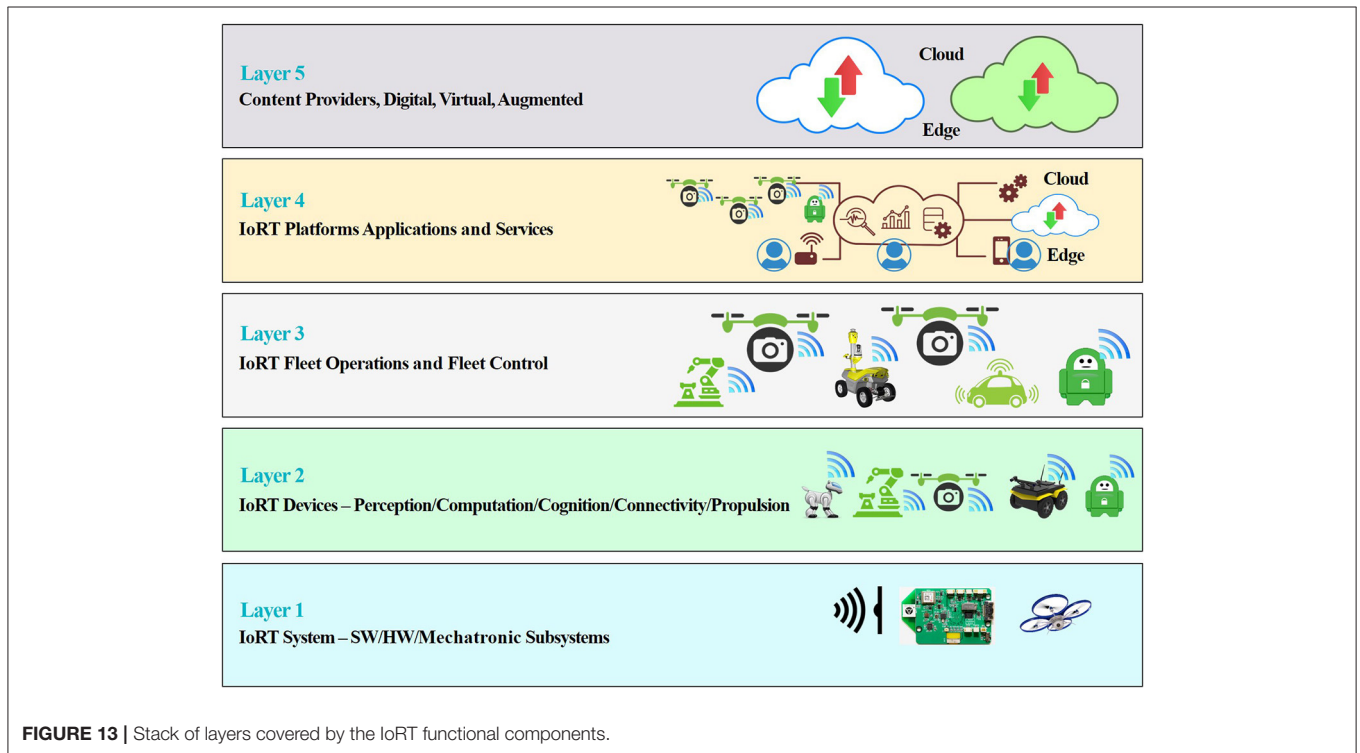 Layer 5
Content Providers, Digital, Virtual, Augmented
Cloud
Edge
Layer 4
IoRT Platforms Applications and Services
Cloud
Edge
Layer 3
IoRT Fleet Operations and Fleet Control
Layer 2
IoRT Devices – Perception/Computation/Cognition/Connectivity/Propulsion
Layer 1
IoRT System – SW/HW/Mechatronic Subsystems
FIGURE 13 | Stack of layers covered by the IoRT functional components.